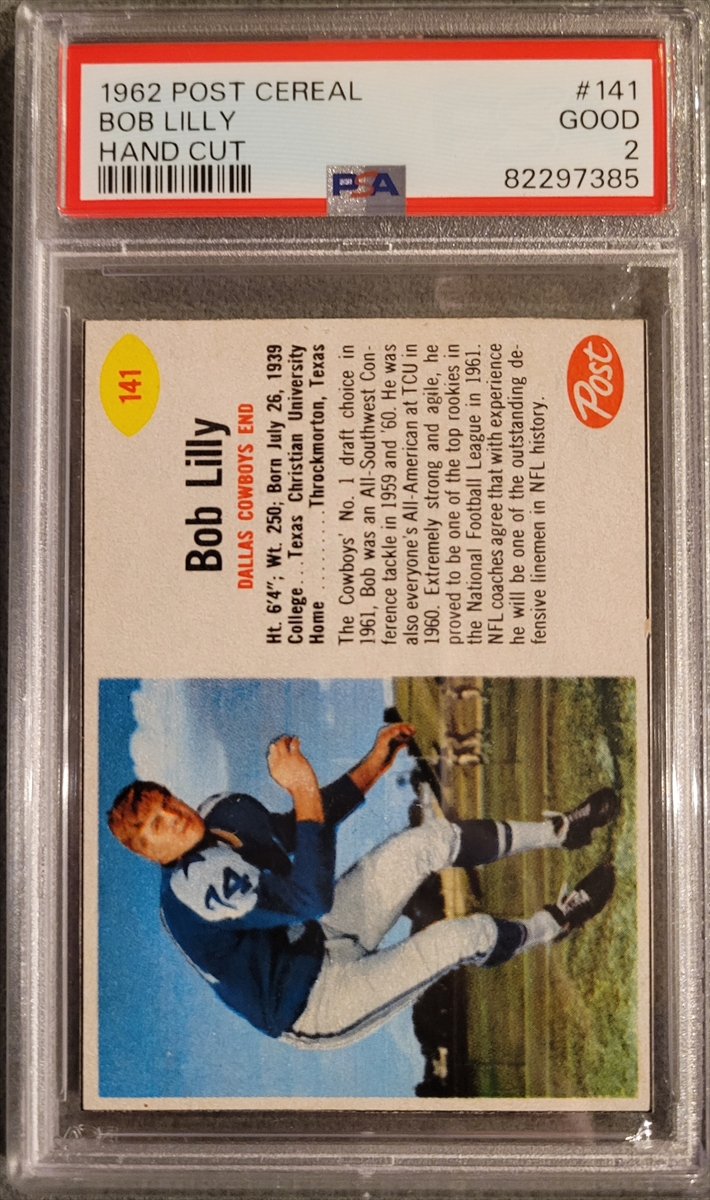 1962 POST CEREAL
#141
BOB LILLY
GOOD
HAND CUT
2
PSA
82297385
141
Bob Lilly
DALLAS COWBOYS END
Ht. 6'4"; Wt. 250; Born July 26, 1939
College...Texas Christian University
Home ..........Throckmorton, Texas
The Cowboys' No. 1 draft choice in
1961, Bob was an All-Southwest Con-
ference tackle in 1959 and '60. He was
also everyone's All-American at TCU in
1960. Extremely strong and agile, he
proved to be one of the top rookies in
the National Football League in 1961.
NFL coaches agree that with experience
he will be one of the outstanding de-
fensive linemen in NFL history.
Post
74